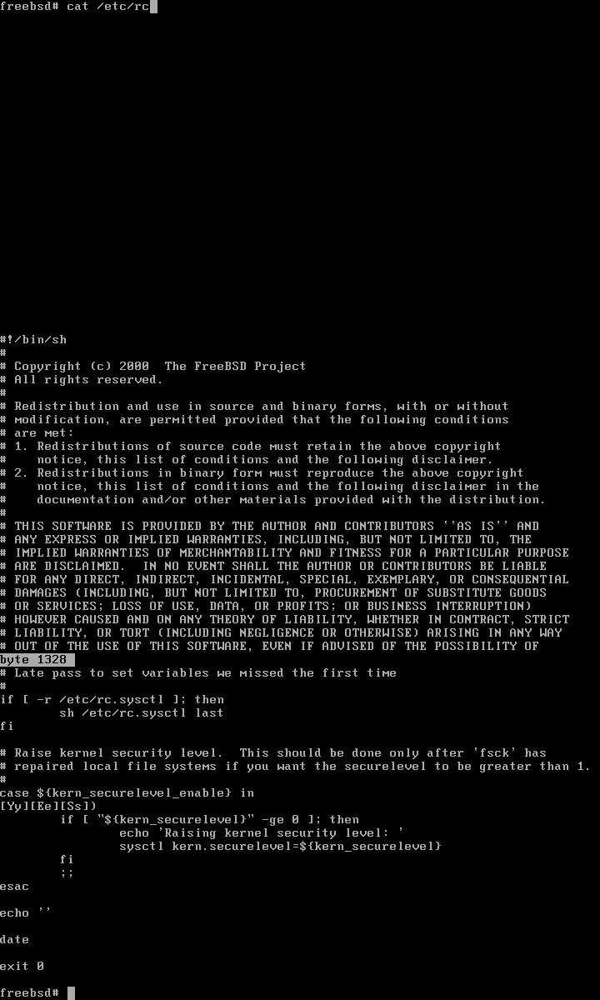 freebsd# cat /etc/rc
#!/bin/sh
#
# Copyright (c) 2000  The FreeBSD Project
# All rights reserved.
#
# Redistribution and use in source and binary forms, with or without
# modification, are permitted provided that the following conditions
# are met:
# 1. Redistributions of source code must retain the above copyright
#    notice, this list of conditions and the following disclaimer.
# 2. Redistributions in binary form must reproduce the above copyright
#    notice, this list of conditions and the following disclaimer in the
#    documentation and/or other materials provided with the distribution.
#
# THIS SOFTWARE IS PROVIDED BY THE AUTHOR AND CONTRIBUTORS ``AS IS'' AND
# ANY EXPRESS OR IMPLIED WARRANTIES, INCLUDING, BUT NOT LIMITED TO, THE
# IMPLIED WARRANTIES OF MERCHANTABILITY AND FITNESS FOR A PARTICULAR PURPOSE
# ARE DISCLAIMED.  IN NO EVENT SHALL THE AUTHOR OR CONTRIBUTORS BE LIABLE
# FOR ANY DIRECT, INDIRECT, INCIDENTAL, SPECIAL, EXEMPLARY, OR CONSEQUENTIAL
# DAMAGES (INCLUDING, BUT NOT LIMITED TO, PROCUREMENT OF SUBSTITUTE GOODS
# OR SERVICES; LOSS OF USE, DATA, OR PROFITS; OR BUSINESS INTERRUPTION)
# HOWEVER CAUSED AND ON ANY THEORY OF LIABILITY, WHETHER IN CONTRACT, STRICT
# LIABILITY, OR TORT (INCLUDING NEGLIGENCE OR OTHERWISE) ARISING IN ANY WAY
# OUT OF THE USE OF THIS SOFTWARE, EVEN IF ADVISED OF THE POSSIBILITY OF
byte 1328
# Late pass to set variables we missed the first time
#
if [ -r /etc/rc.sysctl ]; then
        sh /etc/rc.sysctl last
fi

# Raise kernel security level.  This should be done only after `fsck' has
# repaired local file systems if you want the securelevel to be greater than 1.
#
case ${kern_securelevel_enable} in
[Yy][Ee][Ss])
        if [ "${kern_securelevel}" -ge 0 ]; then
                echo 'Raising kernel security level: '
                sysctl kern.securelevel=${kern_securelevel}
        fi
        ;;
esac

echo ''

date

exit 0

freebsd#